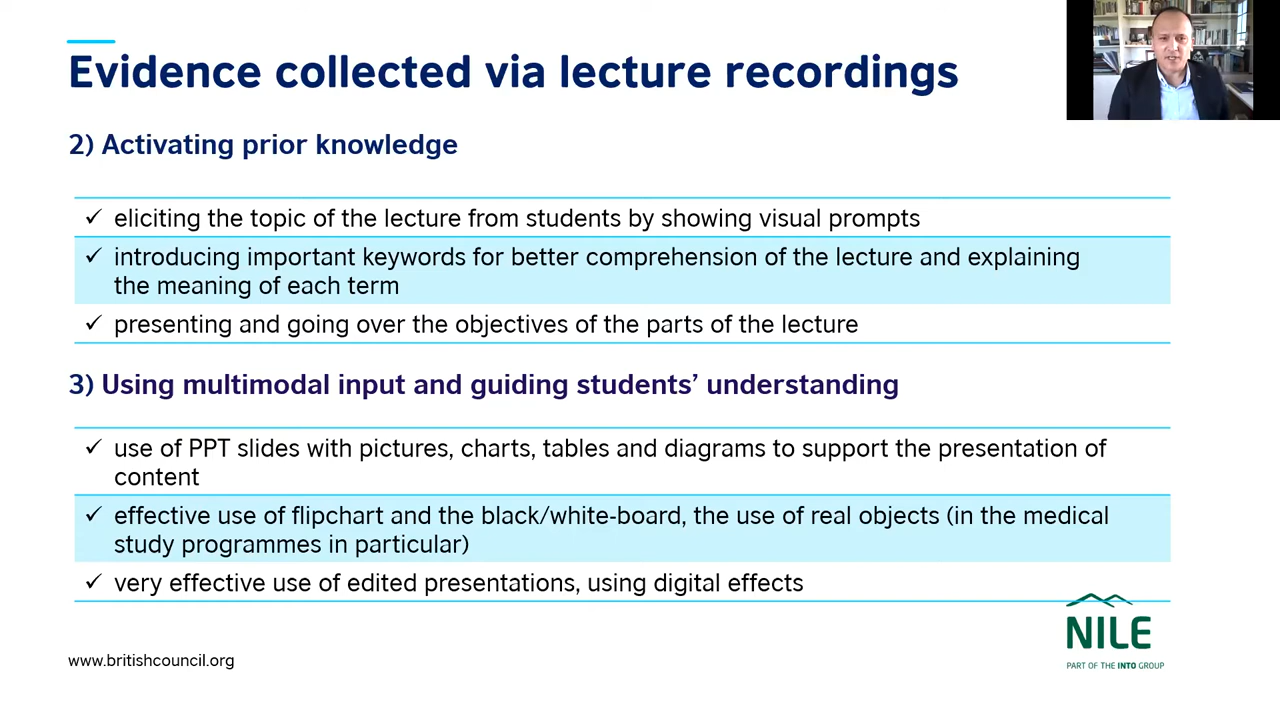 Evidence collected via lecture recordings
2) Activating prior knowledge
✓ eliciting the topic of the lecture from students by showing visual prompts
✓ introducing important keywords for better comprehension of the lecture and explaining
the meaning of each term
✓ presenting and going over the objectives of the parts of the lecture
3) Using multimodal input and guiding students’ understanding
✓ use of PPT slides with pictures, charts, tables and diagrams to support the presentation of
content
✓ effective use of flipchart and the black/white-board, the use of real objects (in the medical
study programmes in particular)
✓ very effective use of edited presentations, using digital effects
NILE
PART OF THE INTO GROUP
www.britishcouncil.org